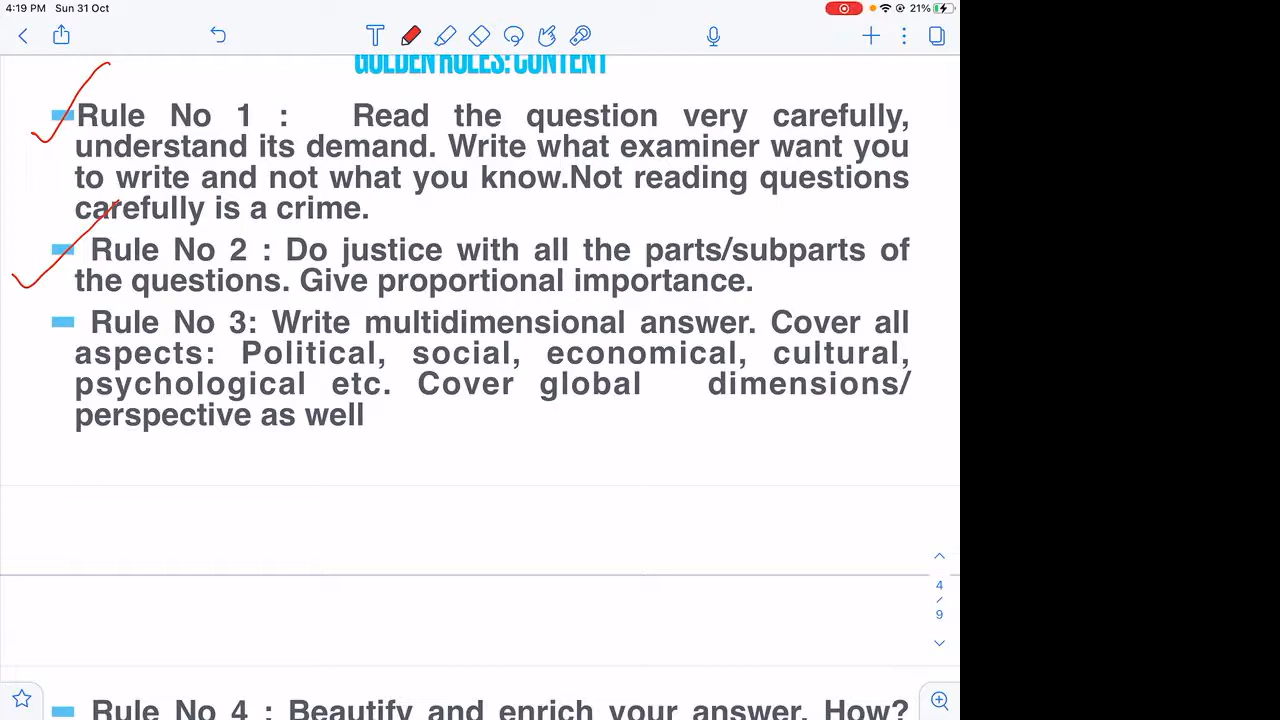 4:19 PM Sun 31 Oct
21%
GOLDEN RULES: CONTENT
Rule No 1 : Read the question very carefully,
understand its demand. Write what examiner want you
to write and not what you know.Not reading questions
carefully is a crime.
Rule No 2 : Do justice with all the parts/subparts of
the questions. Give proportional importance.
Rule No 3: Write multidimensional answer. Cover all
aspects: Political, social, economical, cultural,
psychological etc. Cover global dimensions/
perspective as well
4
/
9
Rule No 4 : Beautify and enrich your answer. How?